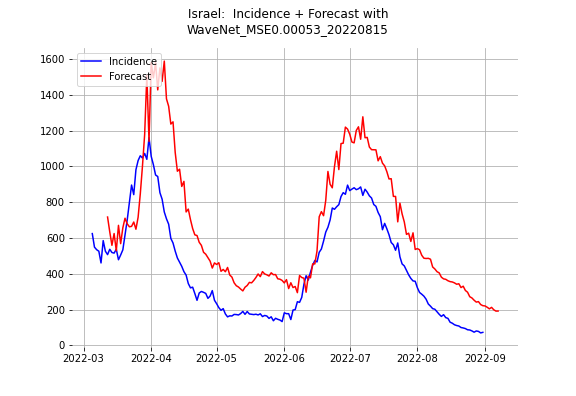 Israel:  Incidence + Forecast with
WaveNet_MSE0.00053_20220815
Incidence
Forecast
1600
1400
1200
1000
800
600
400
200
0
2022-03 2022-04 2022-05 2022-06 2022-07 2022-08 2022-09